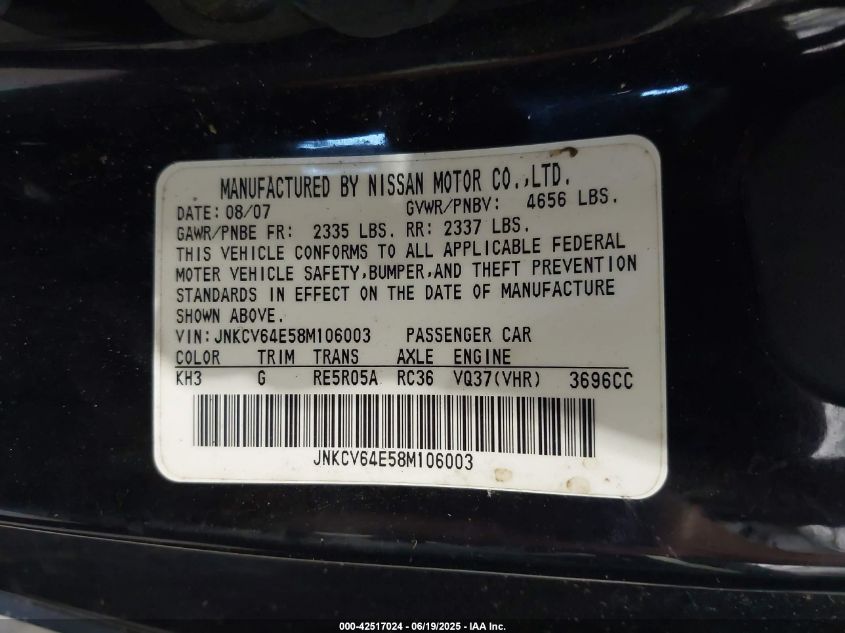 MANUFACTURED BY NISSAN MOTOR CO.,LTD.
DATE: 08/07 GVWR/PNBV: 4656 LBS.
GAWR/PNBE FR: 2335 LBS. RR: 2337 LBS.
THIS VEHICLE CONFORMS TO ALL APPLICABLE FEDERAL
MOTER VEHICLE SAFETY,BUMPER,AND THEFT PREVENTION
STANDARDS IN EFFECT ON THE DATE OF MANUFACTURE
SHOWN ABOVE.
VIN: JNKCV64E58M106003 PASSENGER CAR
COLOR TRIM TRANS AXLE ENGINE
KH3 G RE5R05A RC36 VQ37(VHR) 3696CC
JNKCV64E58M106003
000-42517024 - 06/19/2025 - IAA Inc.